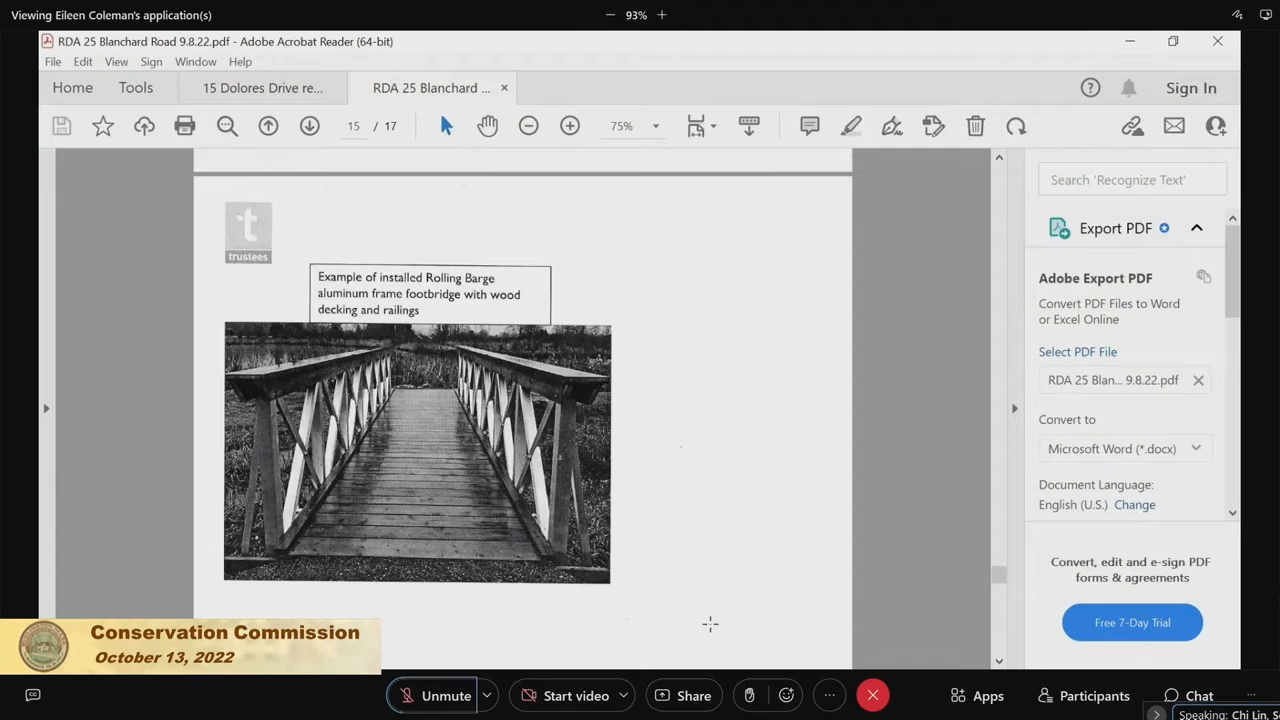 Viewing Eileen Coleman's application(s)
93%
RDA 25 Blanchard Road 9.8.22.pdf - Adobe Acrobat Reader (64-bit)
File Edit View Sign Window Help
Home Tools 15 Dolores Drive re... RDA 25 Blanchard ... Sign In
15 / 17 75%
Search 'Recognize Text'
t
trustees
Export PDF
Example of installed Rolling Barge
aluminum frame footbridge with wood
decking and railings
Adobe Export PDF
Convert PDF Files to Word
or Excel Online
Select PDF File
RDA 25 Blan... 9.8.22.pdf
Convert to
Microsoft Word (*.docx)
Document Language:
English (U.S.) Change
Convert, edit and e-sign PDF
forms & agreements
Free 7-Day Trial
Conservation Commission
October 13, 2022
CC Unmute Start video Share Apps Participants Chat
Speaking: Chi Lin, S